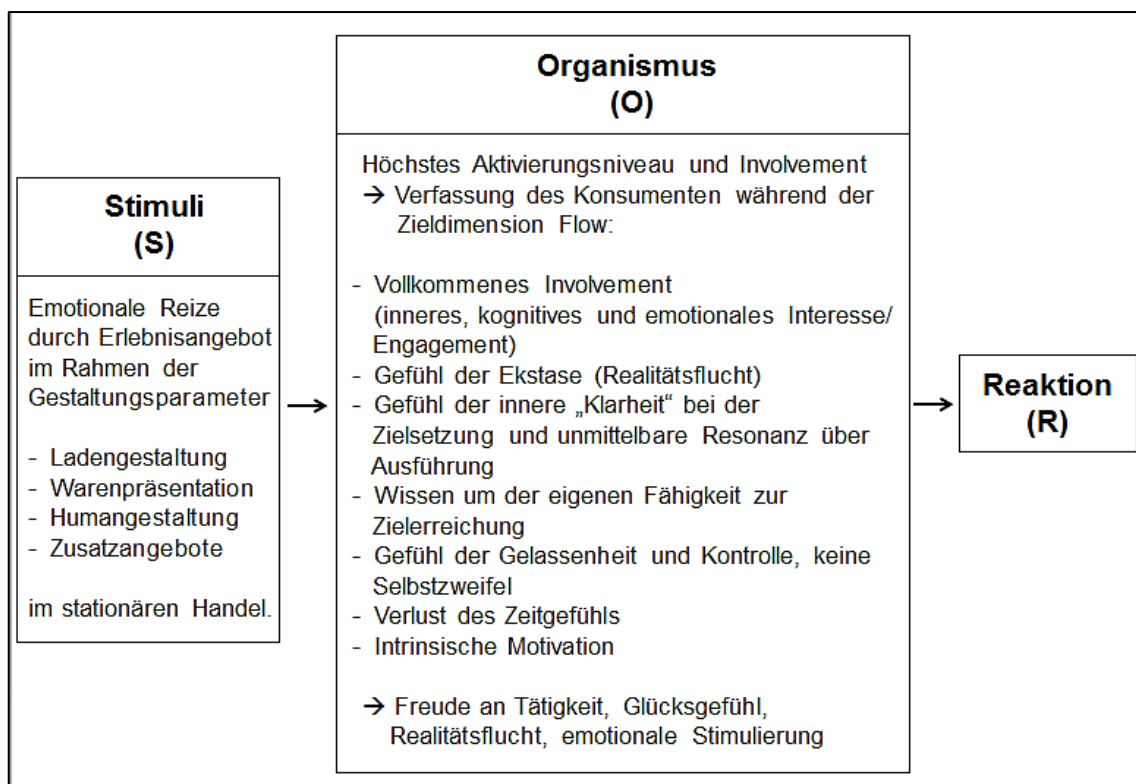 Stimuli
(S)
Emotionale Reize
durch Erlebnisangebot
im Rahmen der
Gestaltungsparameter
- Ladengestaltung
- Warenpräsentation
- Humangestaltung
- Zusatzangebote
im stationären Handel.
Organismus
(O)
Höchstes Aktivierungsniveau und Involvement
→ Verfassung des Konsumenten während der
Zieldimension Flow:
- Vollkommenes Involvement
(inneres, kognitives und emotionales Interesse/
Engagement)
- Gefühl der Ekstase (Realitätsflucht)
- Gefühl der innere „Klarheit“ bei der
Zielsetzung und unmittelbare Resonanz über
Ausführung
- Wissen um der eigenen Fähigkeit zur
Zielerreichung
- Gefühl der Gelassenheit und Kontrolle, keine
Selbstzweifel
- Verlust des Zeitgefühls
- Intrinsische Motivation
→ Freude an Tätigkeit, Glücksgefühl,
Realitätsflucht, emotionale Stimulierung
Reaktion
(R)